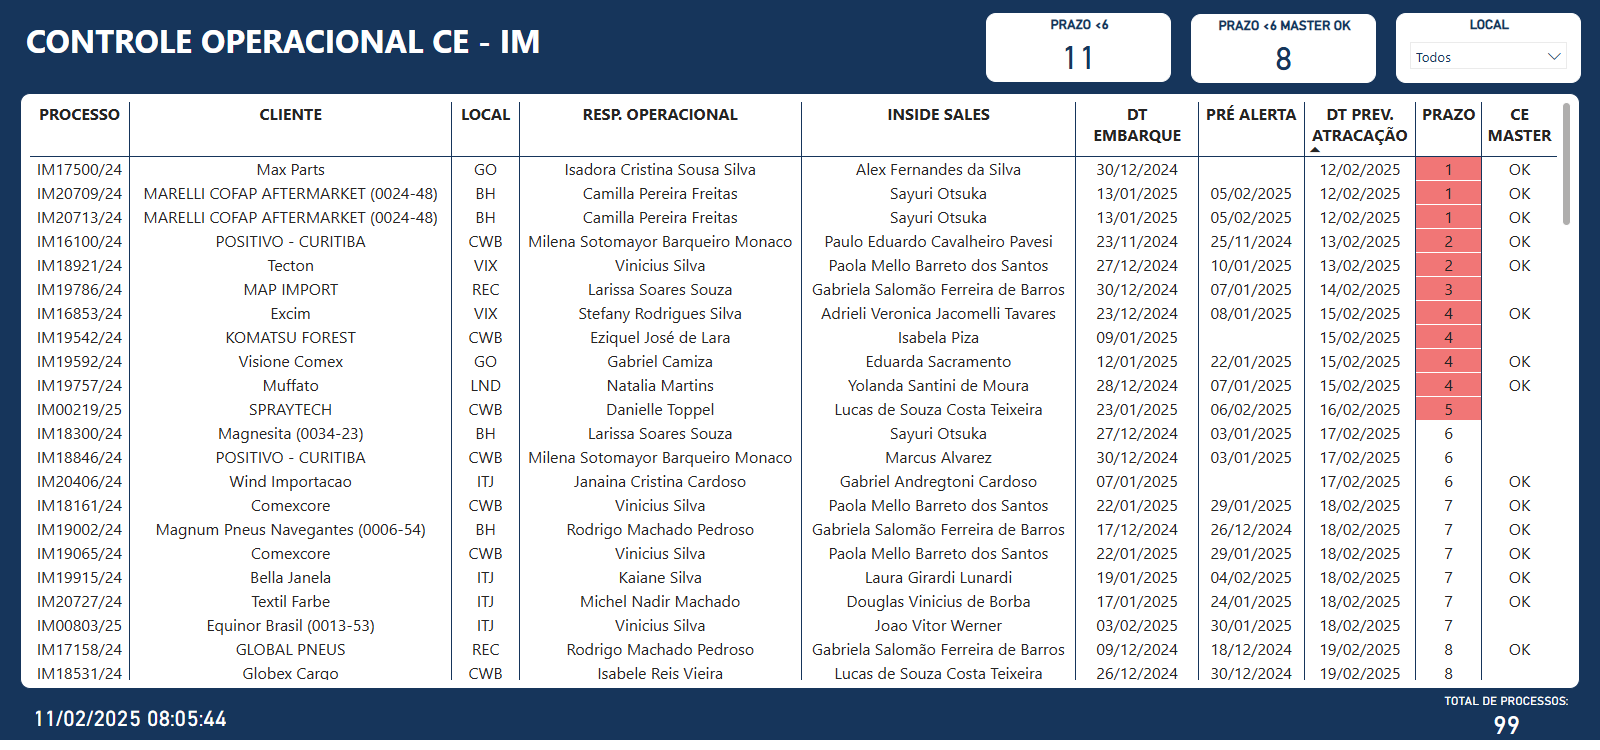 CONTROLE OPERACIONAL CE - IM
PRAZO <6
11
PRAZO <6 MASTER OK
8
LOCAL
Todos
PROCESSO CLIENTE LOCAL RESP. OPERACIONAL INSIDE SALES DT EMBARQUE PRÉ ALERTA DT PREV. ATRACAÇÃO PRAZO CE MASTER
IM17500/24 Max Parts GO Isadora Cristina Sousa Silva Alex Fernandes da Silva 30/12/2024 12/02/2025 1 OK
IM20709/24 MARELLI COFAP AFTERMARKET (0024-48) BH Camilla Pereira Freitas Sayuri Otsuka 13/01/2025 05/02/2025 12/02/2025 1 OK
IM20713/24 MARELLI COFAP AFTERMARKET (0024-48) BH Camilla Pereira Freitas Sayuri Otsuka 13/01/2025 05/02/2025 12/02/2025 1 OK
IM16100/24 POSITIVO - CURITIBA CWB Milena Sotomayor Barqueiro Monaco Paulo Eduardo Cavalheiro Pavesi 23/11/2024 25/11/2024 13/02/2025 2 OK
IM18921/24 Tecton VIX Vinicius Silva Paola Mello Barreto dos Santos 27/12/2024 10/01/2025 13/02/2025 2 OK
IM19786/24 MAP IMPORT REC Larissa Soares Souza Gabriela Salomão Ferreira de Barros 30/12/2024 07/01/2025 14/02/2025 3
IM16853/24 Excim VIX Stefany Rodrigues Silva Adrieli Veronica Jacomelli Tavares 23/12/2024 08/01/2025 15/02/2025 4 OK
IM19542/24 KOMATSU FOREST CWB Eziquel José de Lara Isabela Piza 09/01/2025 15/02/2025 4
IM19592/24 Visione Comex GO Gabriel Camiza Eduarda Sacramento 12/01/2025 22/01/2025 15/02/2025 4 OK
IM19757/24 Muffato LND Natalia Martins Yolanda Santini de Moura 28/12/2024 07/01/2025 15/02/2025 4 OK
IM00219/25 SPRAYTECH CWB Danielle Toppel Lucas de Souza Costa Teixeira 23/01/2025 06/02/2025 16/02/2025 5
IM18300/24 Magnesita (0034-23) BH Larissa Soares Souza Sayuri Otsuka 27/12/2024 03/01/2025 17/02/2025 6
IM18846/24 POSITIVO - CURITIBA CWB Milena Sotomayor Barqueiro Monaco Marcus Alvarez 30/12/2024 03/01/2025 17/02/2025 6
IM20406/24 Wind Importacao ITJ Janaina Cristina Cardoso Gabriel Andregtoni Cardoso 07/01/2025 17/02/2025 6 OK
IM18161/24 Comexcore CWB Vinicius Silva Paola Mello Barreto dos Santos 22/01/2025 29/01/2025 18/02/2025 7 OK
IM19002/24 Magnum Pneus Navegantes (0006-54) BH Rodrigo Machado Pedroso Gabriela Salomão Ferreira de Barros 17/12/2024 26/12/2024 18/02/2025 7 OK
IM19065/24 Comexcore CWB Vinicius Silva Paola Mello Barreto dos Santos 22/01/2025 29/01/2025 18/02/2025 7 OK
IM19915/24 Bella Janela ITJ Kaiane Silva Laura Girardi Lunardi 19/01/2025 04/02/2025 18/02/2025 7 OK
IM20727/24 Textil Farbe ITJ Michel Nadir Machado Douglas Vinicius de Borba 17/01/2025 24/01/2025 18/02/2025 7 OK
IM00803/25 Equinor Brasil (0013-53) ITJ Vinicius Silva Joao Vitor Werner 03/02/2025 30/01/2025 18/02/2025 7
IM17158/24 GLOBAL PNEUS REC Rodrigo Machado Pedroso Gabriela Salomão Ferreira de Barros 09/12/2024 18/12/2024 19/02/2025 8 OK
IM18531/24 Globex Cargo CWB Isabele Reis Vieira Lucas de Souza Costa Teixeira 26/12/2024 30/12/2024 19/02/2025 8
11/02/2025 08:05:44
TOTAL DE PROCESSOS:
99